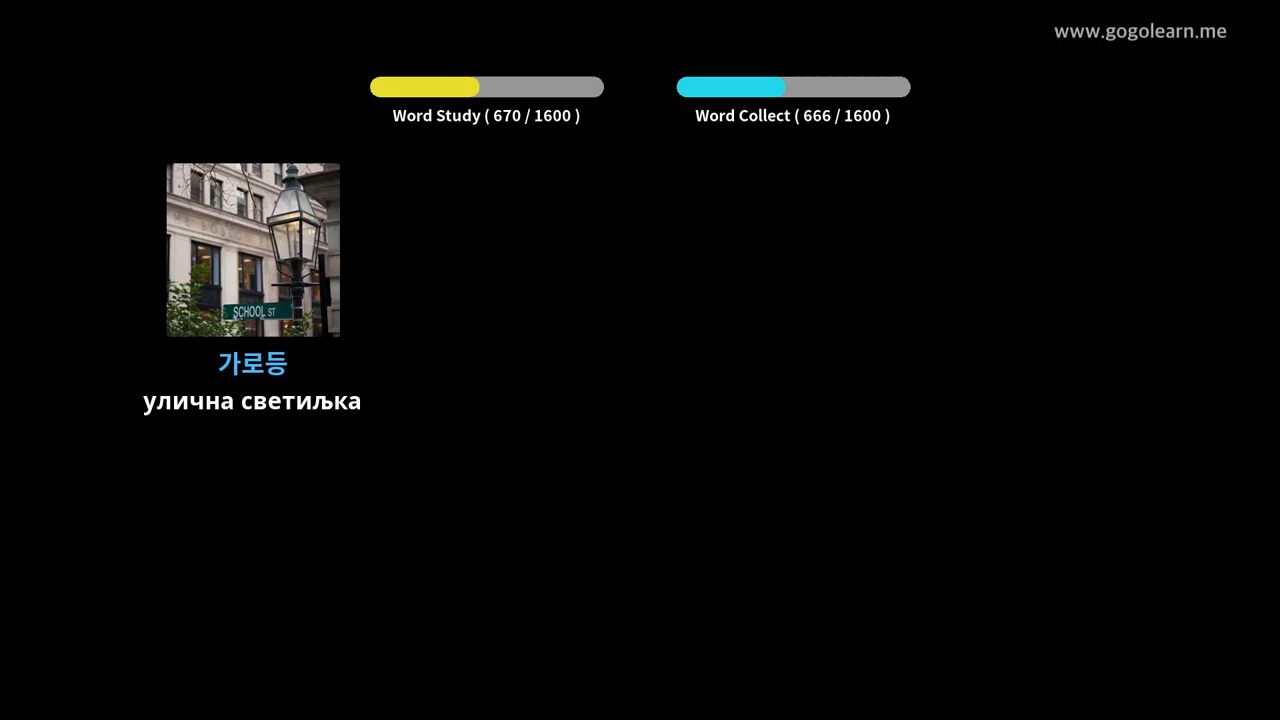 www.gogolearn.me
Word Study ( 670 / 1600 )
Word Collect ( 666 / 1600 )
SCHOOL ST
가로등
улична светиљка